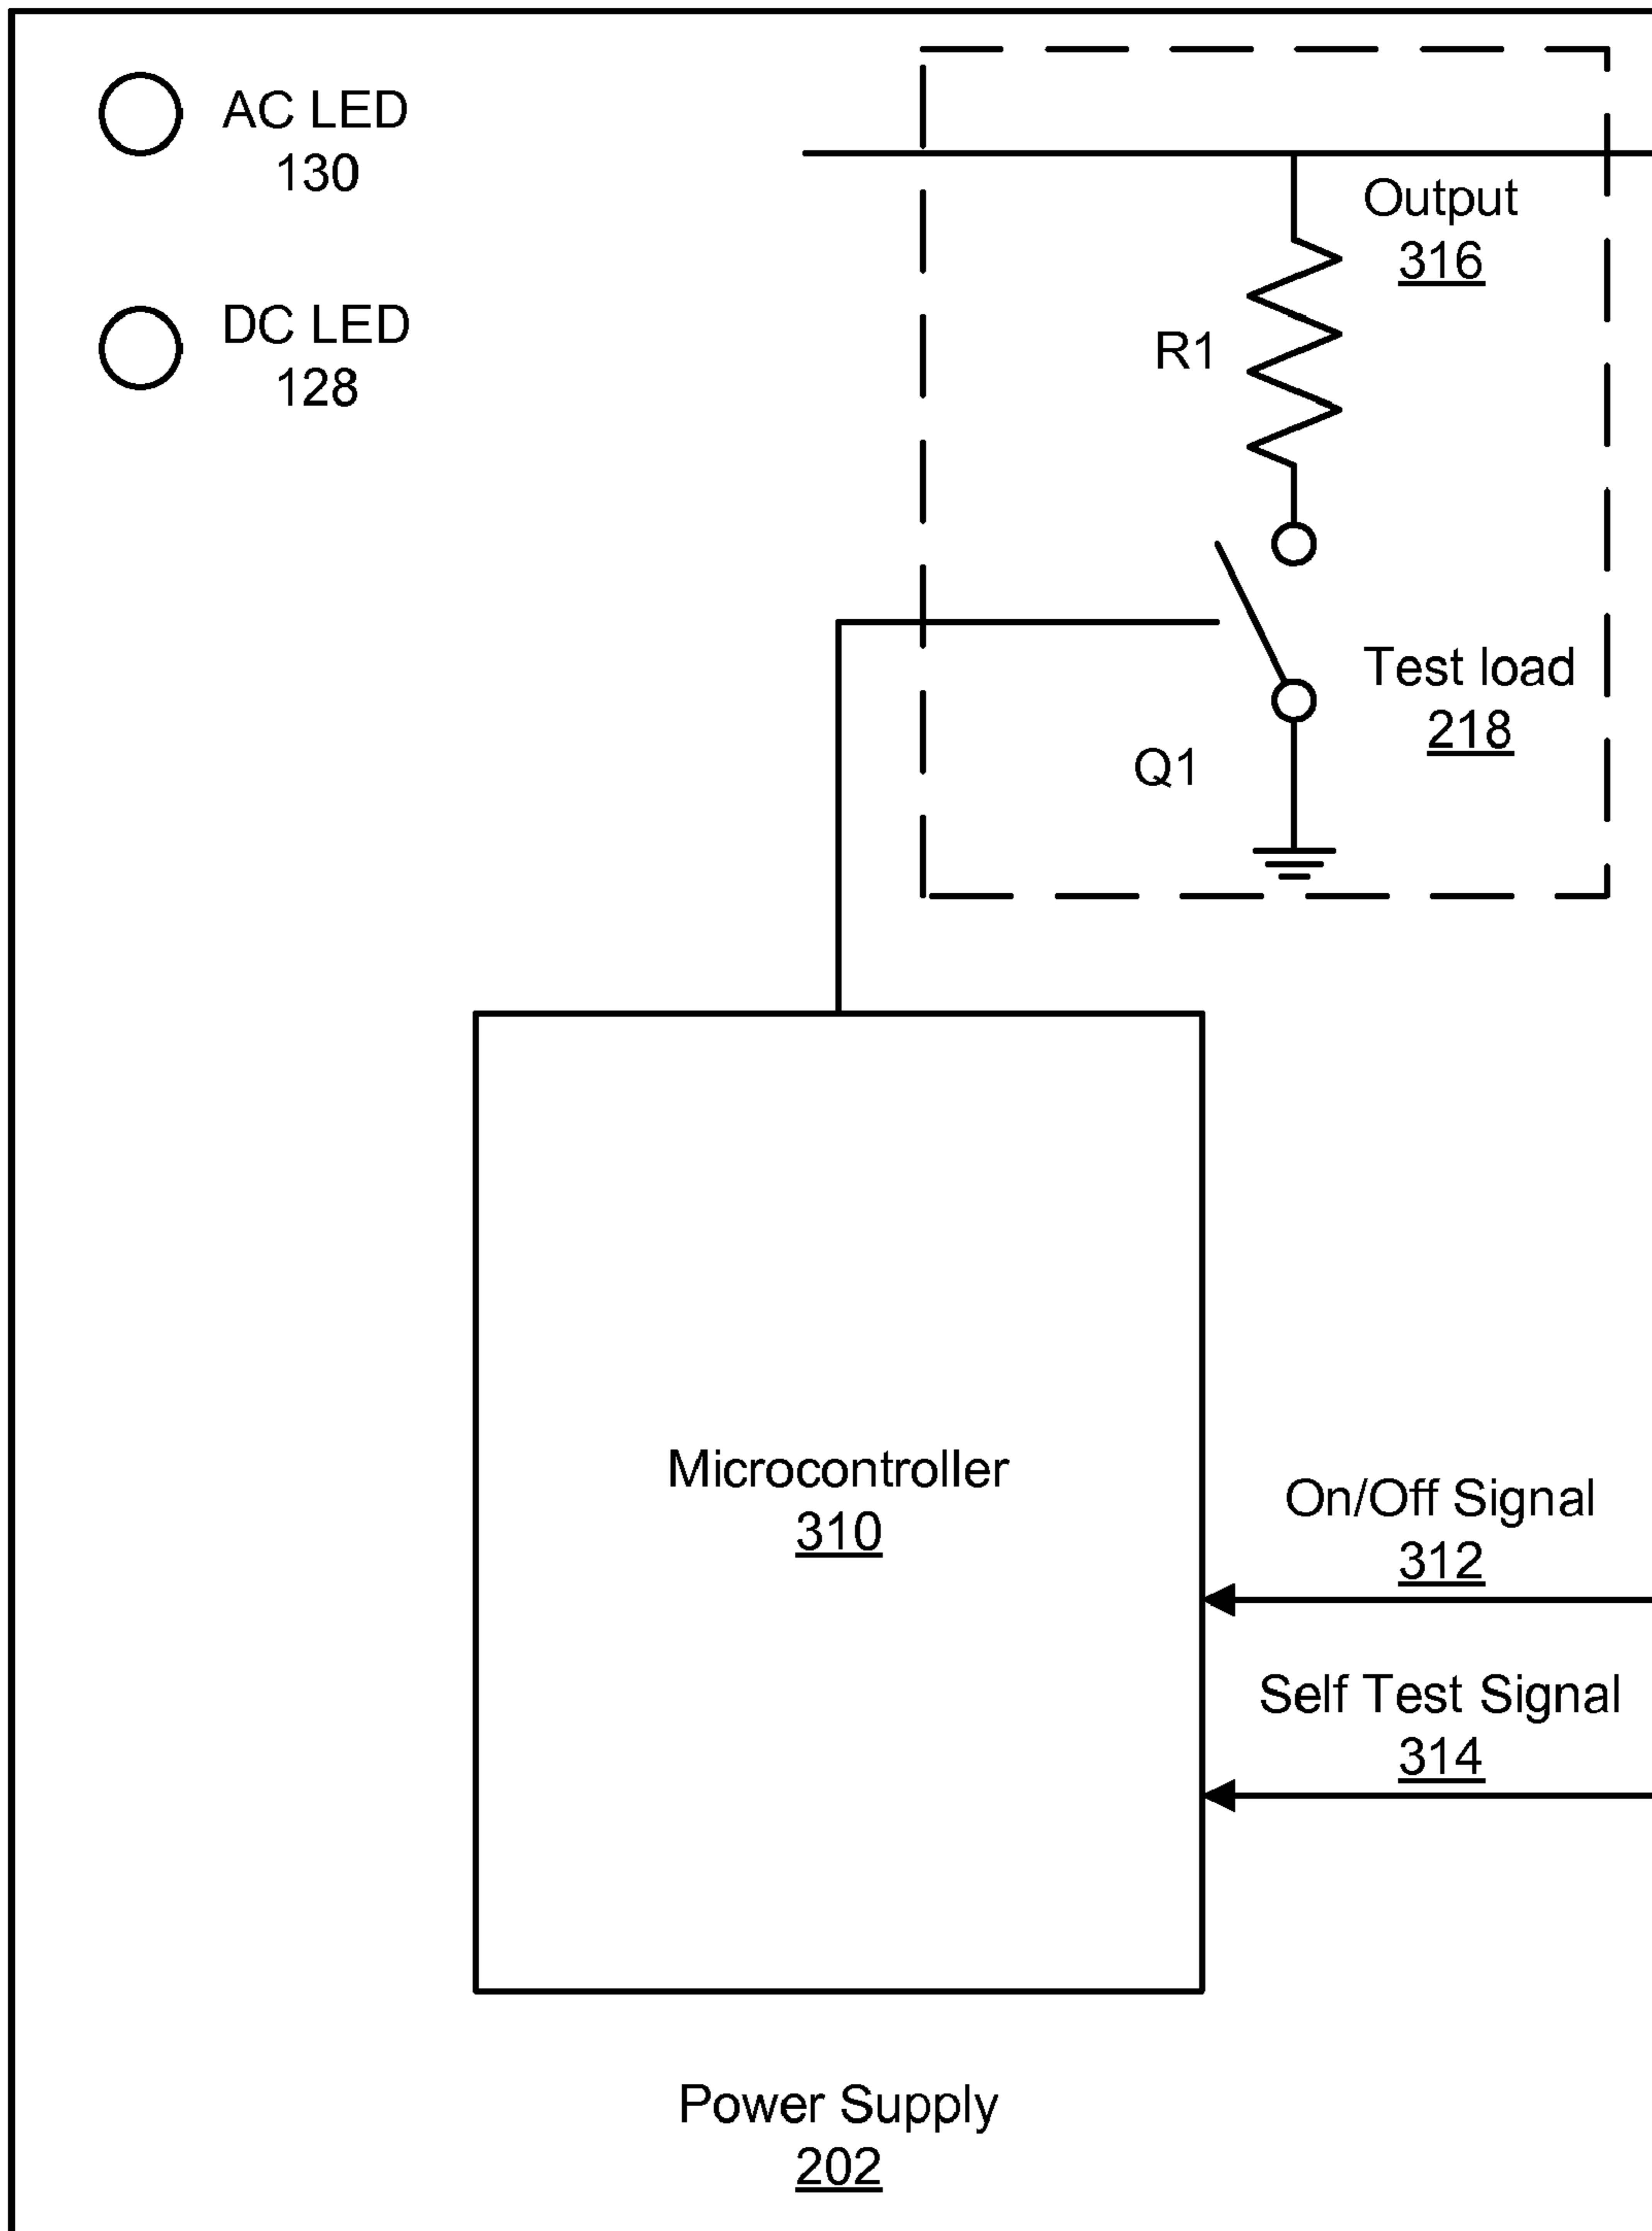 AC LED
130
Output
316
DC LED
128
R1
Test load
218
Q1
Microcontroller
310
On/Off Signal
312
Self Test Signal
314
Power Supply
202